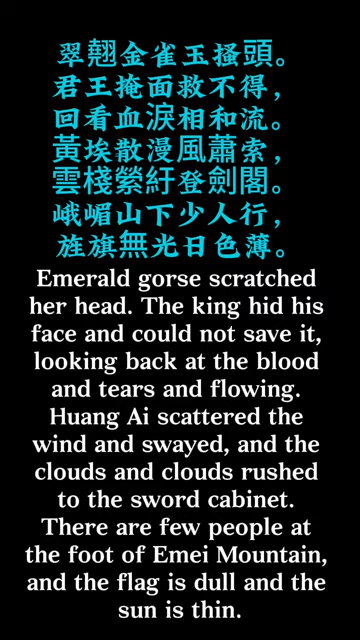 翠翹金雀玉搔頭。
君王掩面救不得，
回看血淚相和流。
黃埃散漫風蕭索，
雲棧縈紆登劍閣。
峨嵋山下少人行，
旌旗無光日色薄。
Emerald gorse scratched
her head. The king hid his
face and could not save it,
looking back at the blood
and tears and flowing.
Huang Ai scattered the
wind and swayed, and the
clouds and clouds rushed
to the sword cabinet.
There are few people at
the foot of Emei Mountain,
and the flag is dull and the
sun is thin.